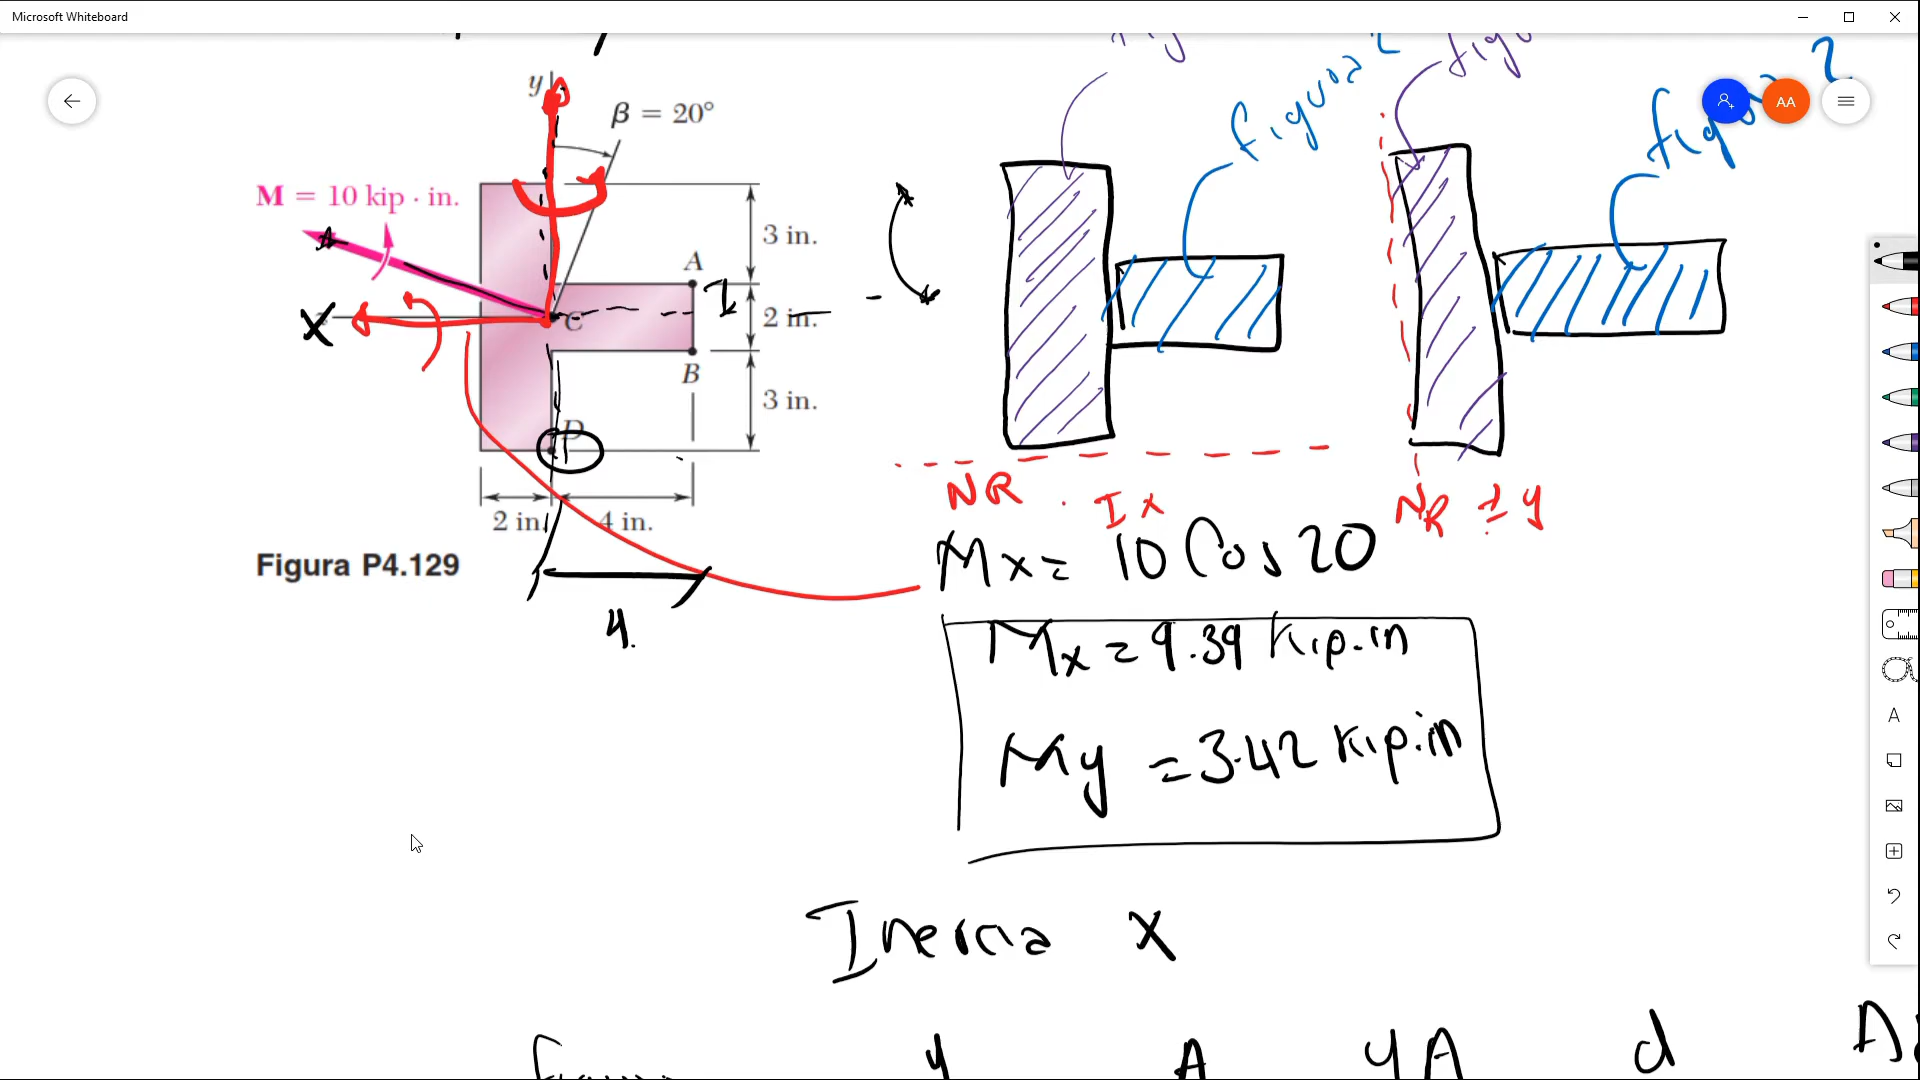 Microsoft Whiteboard
y
β = 20°
M = 10 kip · in.
3 in.
A
2 in.
X
C
B
3 in.
D
2 in.
4 in.
Figura P4.129
4.
figura 2
figura 2
AA
NR
Ix
NR
Iy
Mx = 10 Cos 20
Mx = 9.39 kip.in
My = 3.42 kip.in
Inercia x
y A yA d
A